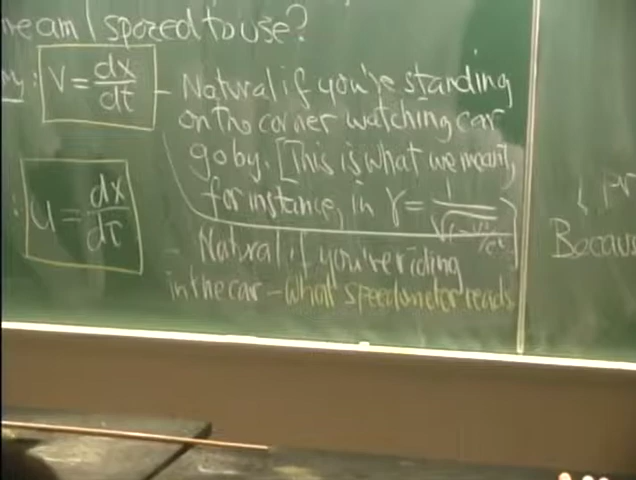 am I sposed to use?
: V = dx/dt - Natural if you're standing
on the corner watching car
go by. [This is what we meant,
for instance, in γ = 1/√(1-v²/c²)]
: u = dx/dτ - Natural if you're riding
in the car - what speedometer reads
{ Pr
Becaus